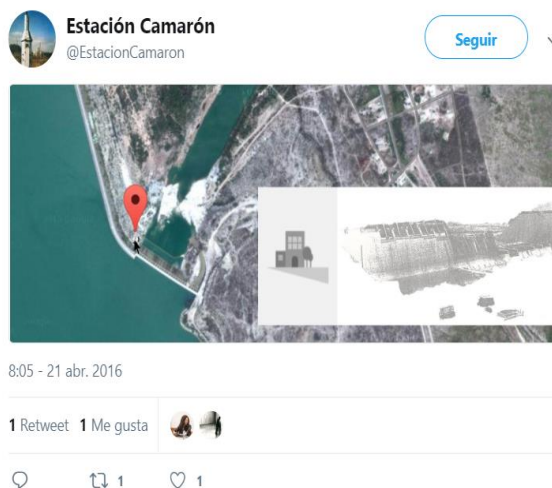 Estación Camarón
@EstacionCamaron
Seguir
8:05 - 21 abr. 2016
1 Retweet 1 Me gusta
1 1